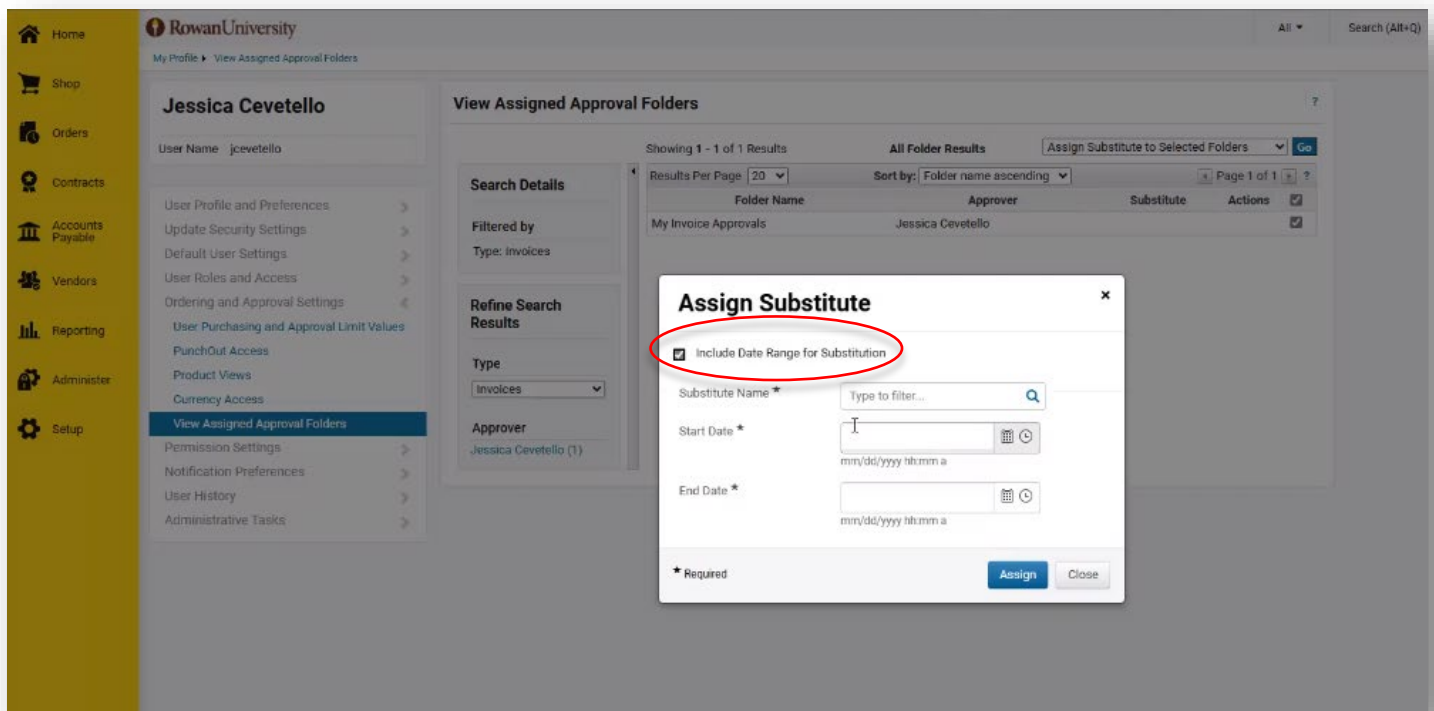 Home
Shop
Orders
Contracts
Accounts
Payable
Vendors
Reporting
Administer
Setup
RowanUniversity
All
Search (Alt+Q)
My Profile View Assigned Approval Folders
Jessica Cevetello
User Name jcevetello
User Profile and Preferences
Update Security Settings
Default User Settings
User Roles and Access
Ordering and Approval Settings
User Purchasing and Approval Limit Values
PunchOut Access
Product Views
Currency Access
View Assigned Approval Folders
Permission Settings
Notification Preferences
User History
Administrative Tasks
View Assigned Approval Folders ?
Showing 1 - 1 of 1 Results All Folder Results Assign Substitute to Selected Folders Go
Search Details
Filtered by
Type: Invoices
Refine Search
Results
Type
Invoices
Approver
Jessica Cevetello (1)
Results Per Page 20 Sort by: Folder name ascending Page 1 of 1 ?
Folder Name Approver Substitute Actions
My Invoice Approvals Jessica Cevetello
Assign Substitute ×
Include Date Range for Substitution
Substitute Name * Type to filter...
Start Date *
mm/dd/yyyy hh:mm a
End Date *
mm/dd/yyyy hh:mm a
* Required Assign Close